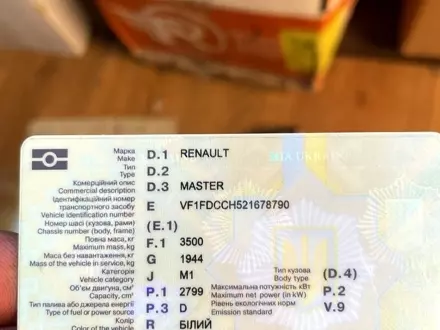 Марка
Make D.1 RENAULT
Тип
Type D.2
Комерційний опис
Commercial description D.3 MASTER
Ідентифікаційний номер
транспортного засобу E VF1FDCCH521678790
Vehicle identification number
Номер шасі (кузова, рами) (E.1)
Chassis number (body, frame)
Повна маса, кг F.1 3500
Maximum mass, kg
Маса без навантаження, кг G 1944
Mass of the vehicle in service, kg
Категорія J M1 Тип кузова (D.4)
Vehicle category Body type
Об'єм двигуна, см³ P.1 2799 Максимальна потужність кВт P.2
Capacity, cm³ Maximum net power (in kW)
Тип палива або джерела енергії P.3 D Рівень екологічних норм V.9
Type of fuel or power source Emission standard
Колір R БІЛИЙ
Color of the vehicle